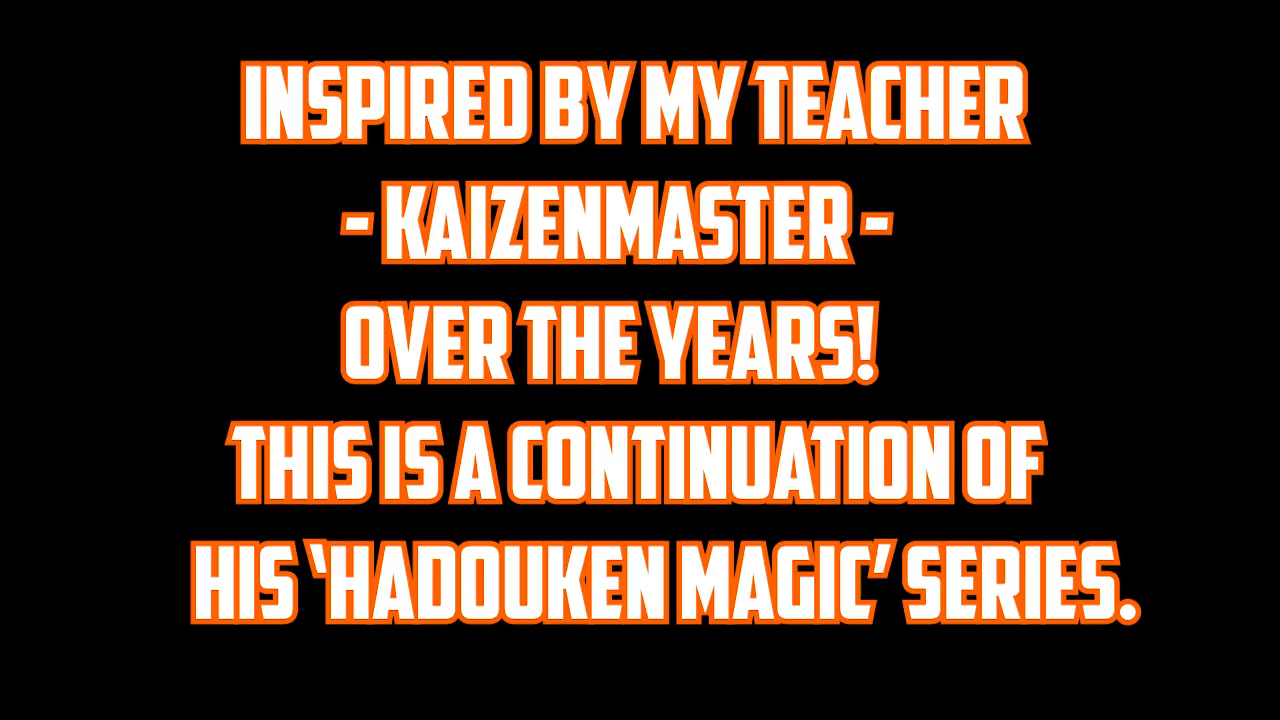 INSPIRED BY MY TEACHER
- KAIZENMASTER -
OVER THE YEARS!
THIS IS A CONTINUATION OF
HIS ‘HADOUKEN MAGIC’ SERIES.